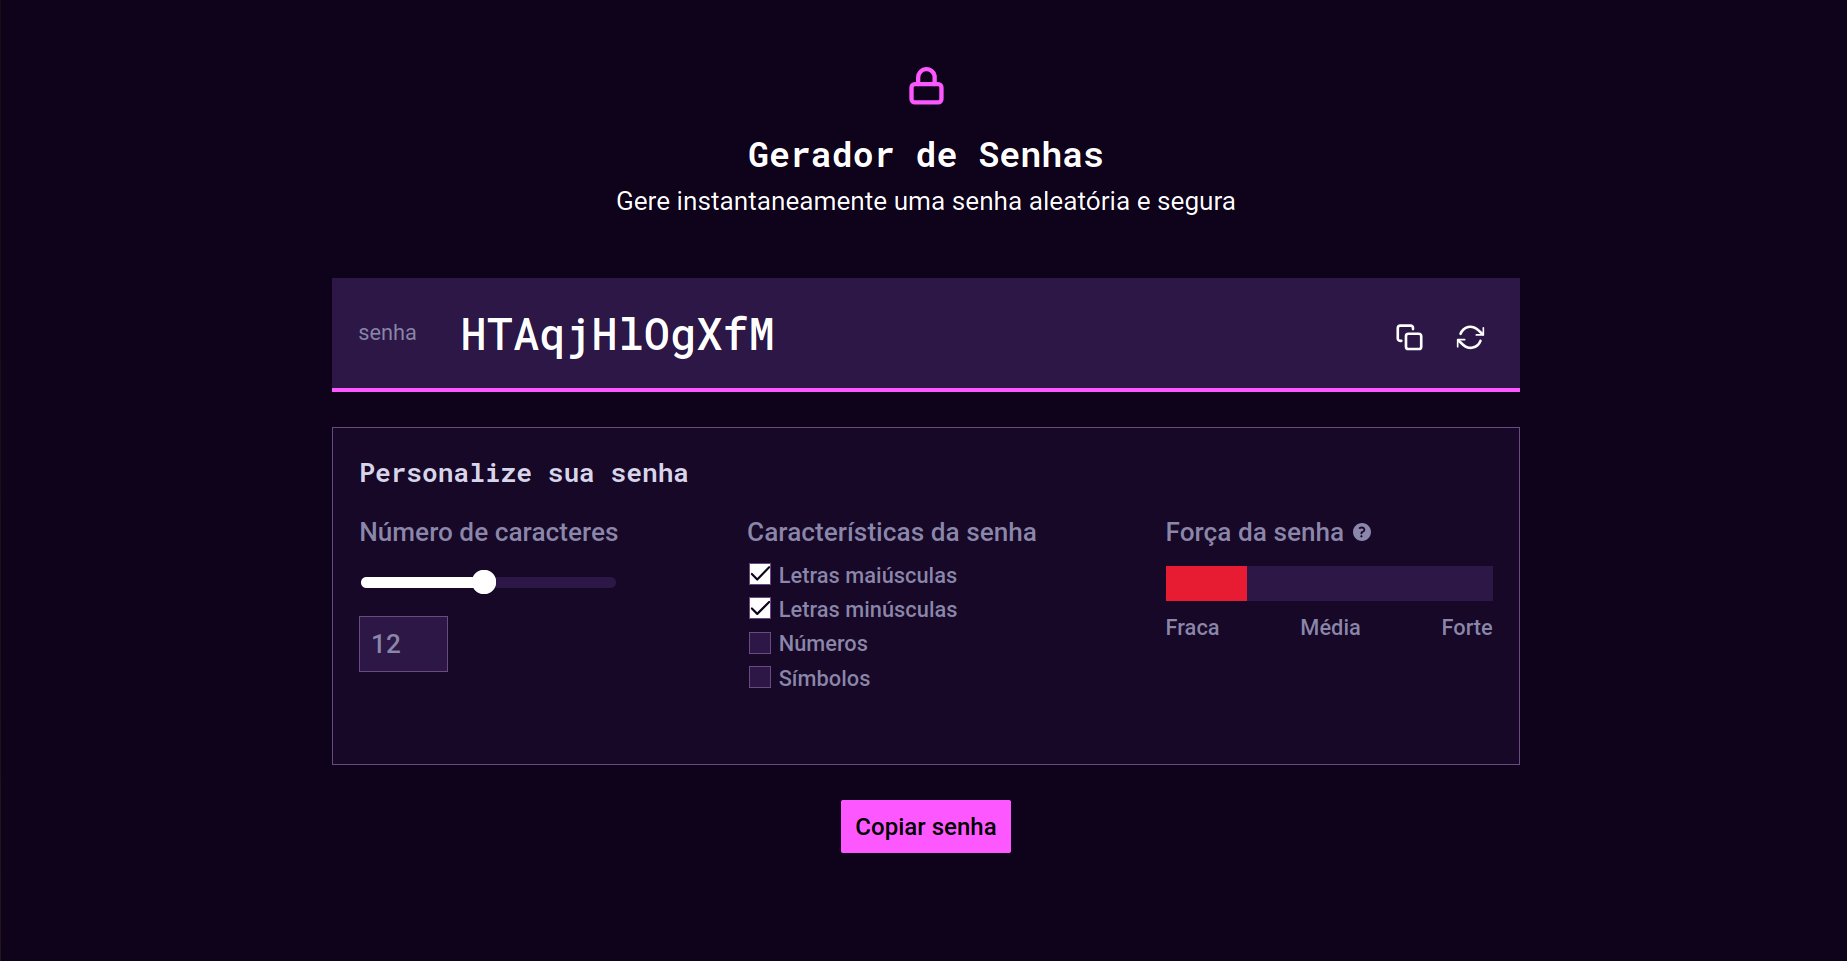 Gerador de Senhas
Gere instantaneamente uma senha aleatória e segura
senha HTAqjHlOgXfM
Personalize sua senha
Número de caracteres
12
Características da senha
Letras maiúsculas
Letras minúsculas
Números
Símbolos
Força da senha ?
Fraca Média Forte
Copiar senha